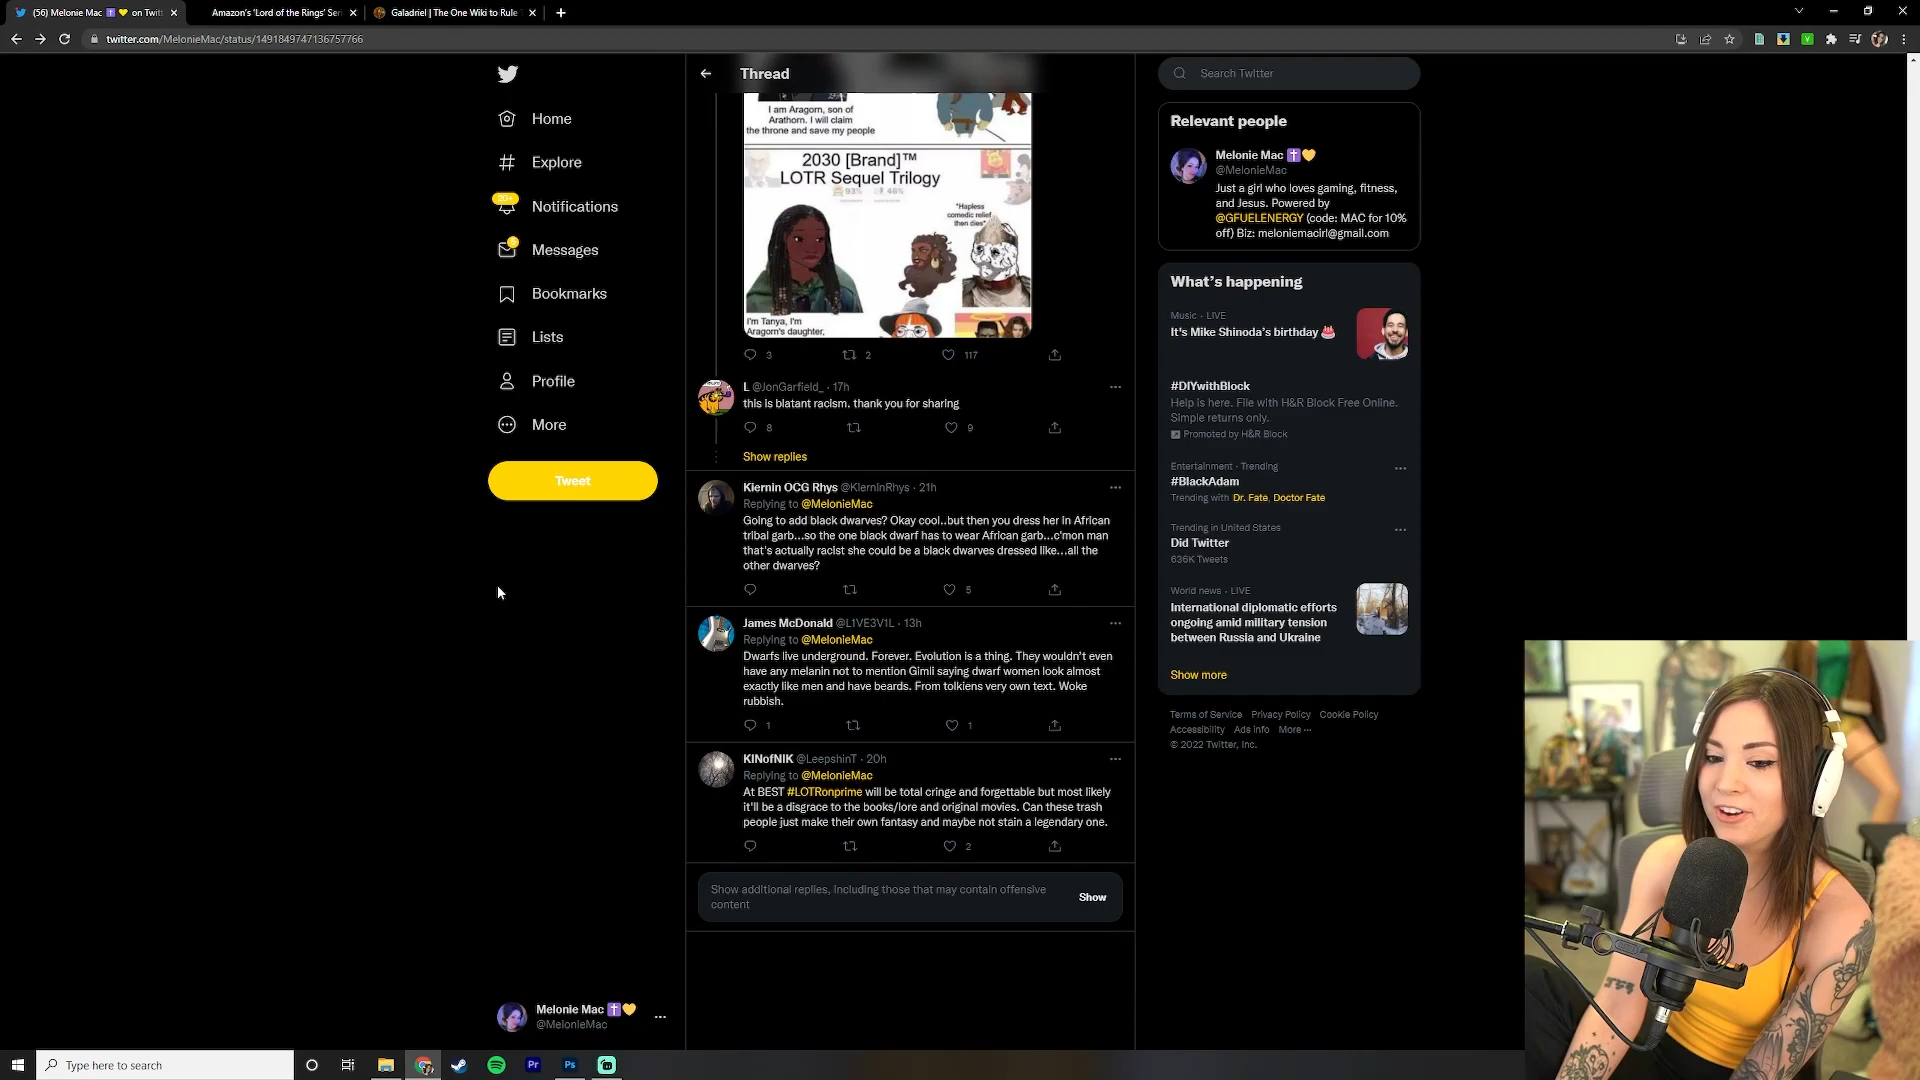 (56) Melonie Mac ✝️💛 on Twitt
Amazon's 'Lord of the Rings' Seri
Galadriel | The One Wiki to Rule
twitter.com/MelonieMac/status/1491849747136757766
Home
Explore
20+
Notifications
Messages
Bookmarks
Lists
Profile
More
Tweet
Melonie Mac ✝️💛
@MelonieMac
Thread
I am Aragorn, son of
Arathorn. I will claim
the throne and save my people
2030 [Brand]™
LOTR Sequel Trilogy
93% 46%
*Hapless
comedic relief
then dies*
I'm Tanya, I'm
Aragorn's daughter,
3 2 117
L @JonGarfield_ · 17h
this is blatant racism. thank you for sharing
8 9
Show replies
Kiernin OCG Rhys @KierninRhys · 21h
Replying to @MelonieMac
Going to add black dwarves? Okay cool..but then you dress her in African
tribal garb...so the one black dwarf has to wear African garb...c'mon man
that's actually racist she could be a black dwarves dressed like...all the
other dwarves?
5
James McDonald @L1VE3V1L · 13h
Replying to @MelonieMac
Dwarfs live underground. Forever. Evolution is a thing. They wouldn't even
have any melanin not to mention Gimli saying dwarf women look almost
exactly like men and have beards. From tolkiens very own text. Woke
rubbish.
1 1
KINofNIK @LeepshinT · 20h
Replying to @MelonieMac
At BEST #LOTRonprime will be total cringe and forgettable but most likely
it'll be a disgrace to the books/lore and original movies. Can these trash
people just make their own fantasy and maybe not stain a legendary one.
2
Show additional replies, including those that may contain offensive
content
Show
Search Twitter
Relevant people
Melonie Mac ✝️💛
@MelonieMac
Just a girl who loves gaming, fitness,
and Jesus. Powered by
@GFUELENERGY (code: MAC for 10%
off) Biz: meloniemacirl@gmail.com
What's happening
Music · LIVE
It's Mike Shinoda's birthday 🎂
#DIYwithBlock
Help is here. File with H&R Block Free Online.
Simple returns only.
Promoted by H&R Block
Entertainment · Trending
#BlackAdam
Trending with Dr. Fate, Doctor Fate
Trending in United States
Did Twitter
636K Tweets
World news · LIVE
International diplomatic efforts
ongoing amid military tension
between Russia and Ukraine
Show more
Terms of Service Privacy Policy Cookie Policy
Accessibility Ads info More ···
© 2022 Twitter, Inc.
Type here to search
Pr
Ps